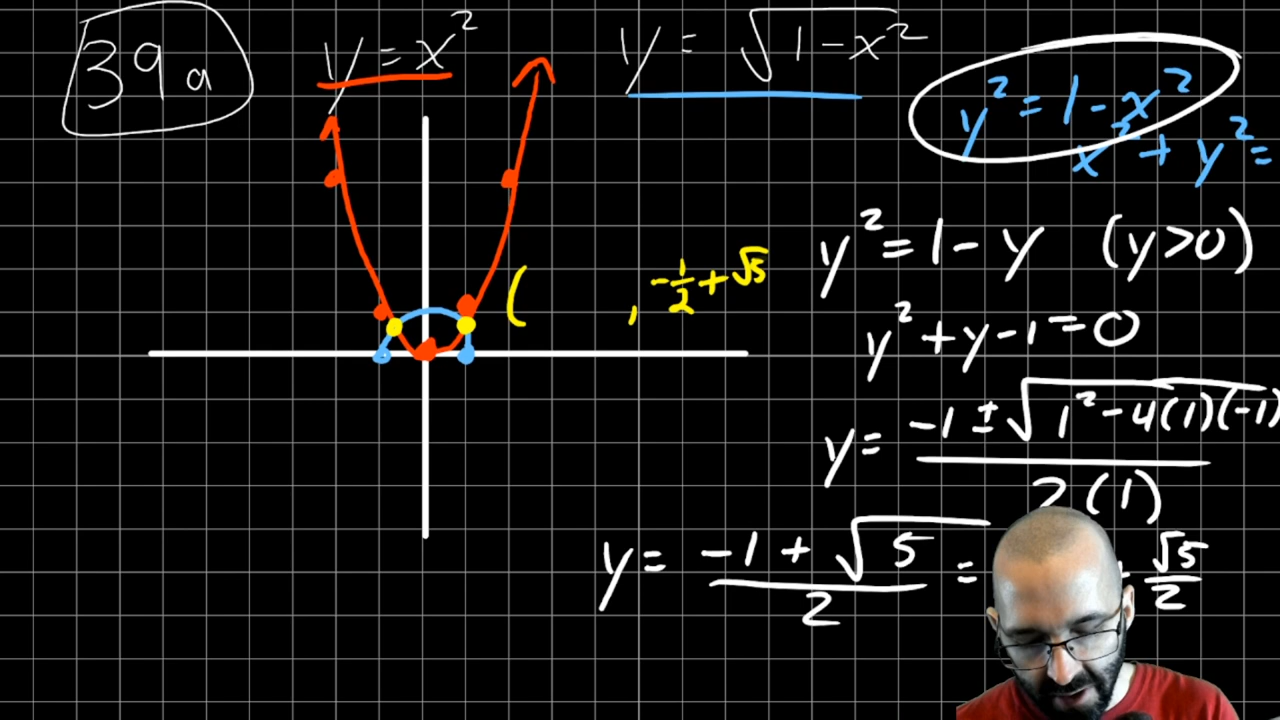 39a
y = x²
y = √(1 - x²)
y² = 1 - x²
x² + y² =
y² = 1 - y (y > 0)
y² + y - 1 = 0
y = (-1 ± √(1² - 4(1)(-1))) / 2(1)
( , -1/2 + √5
y = (-1 + √5) / 2 = √5/2